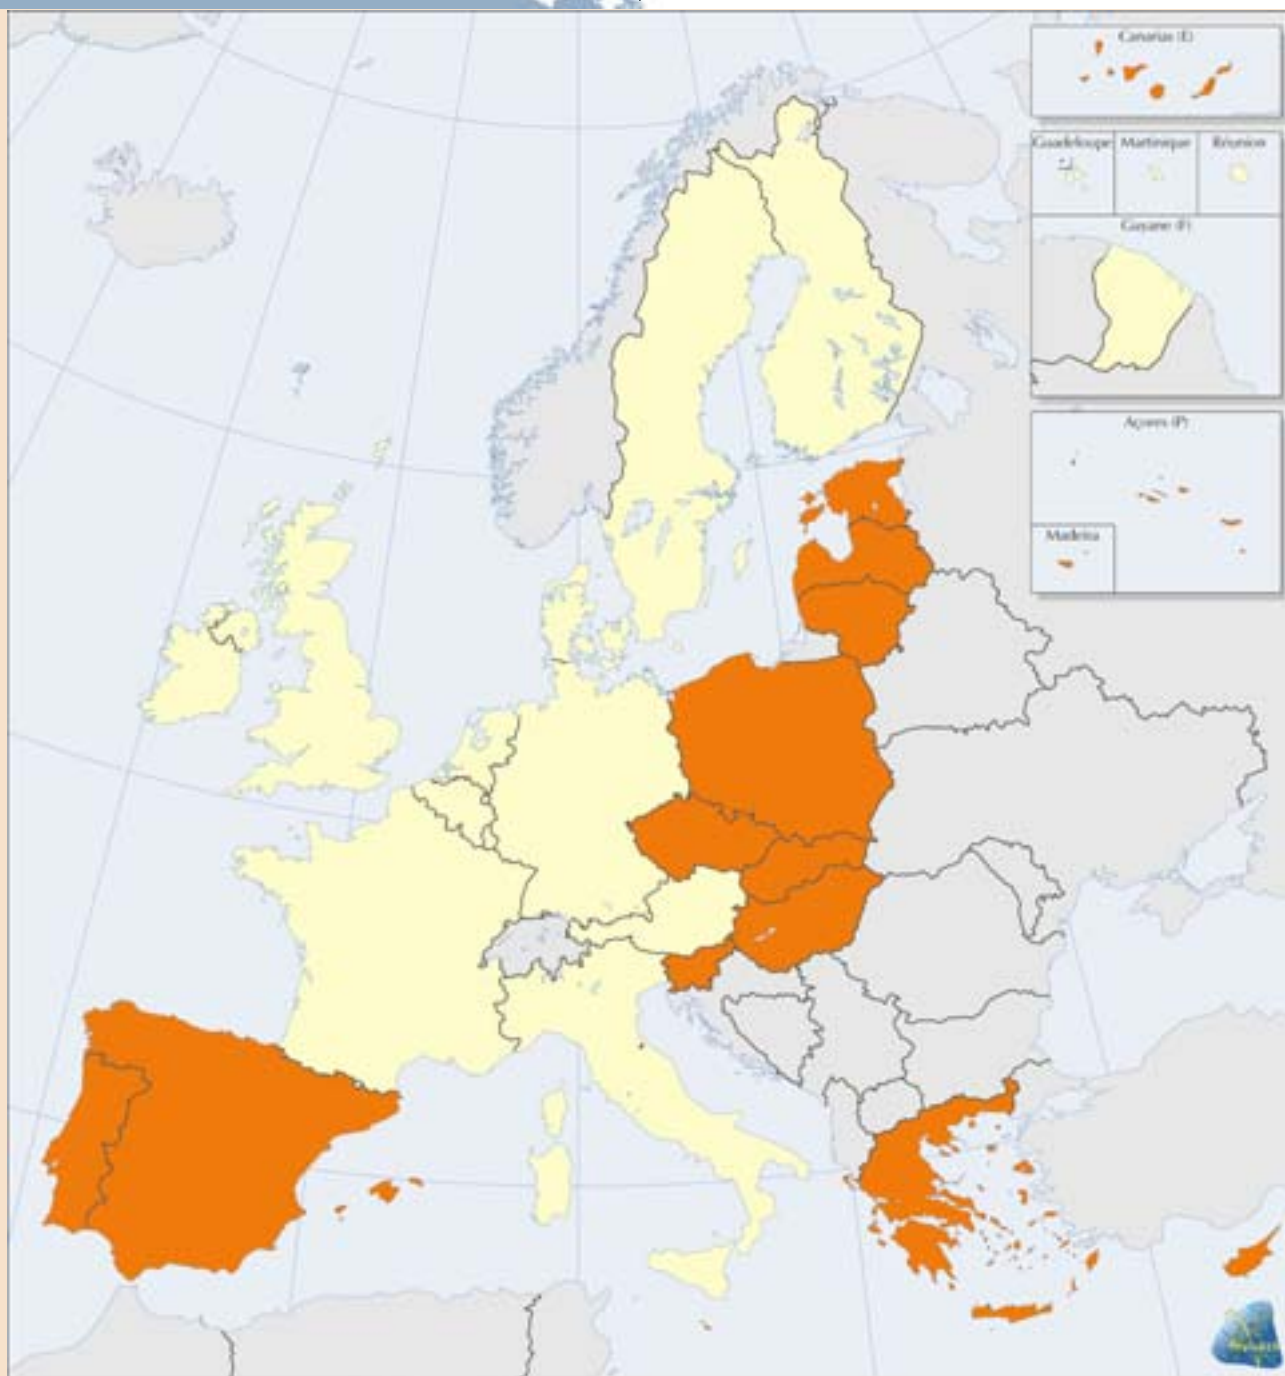 Canarias (E)
Guadeloupe
Martinique
Réunion
Guyane (F)
Açores (P)
Madeira